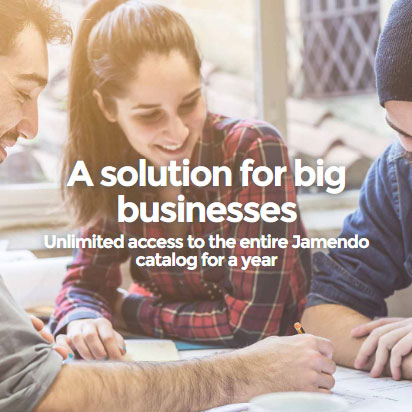 A solution for big
businesses
Unlimited access to the entire Jamendo
catalog for a year